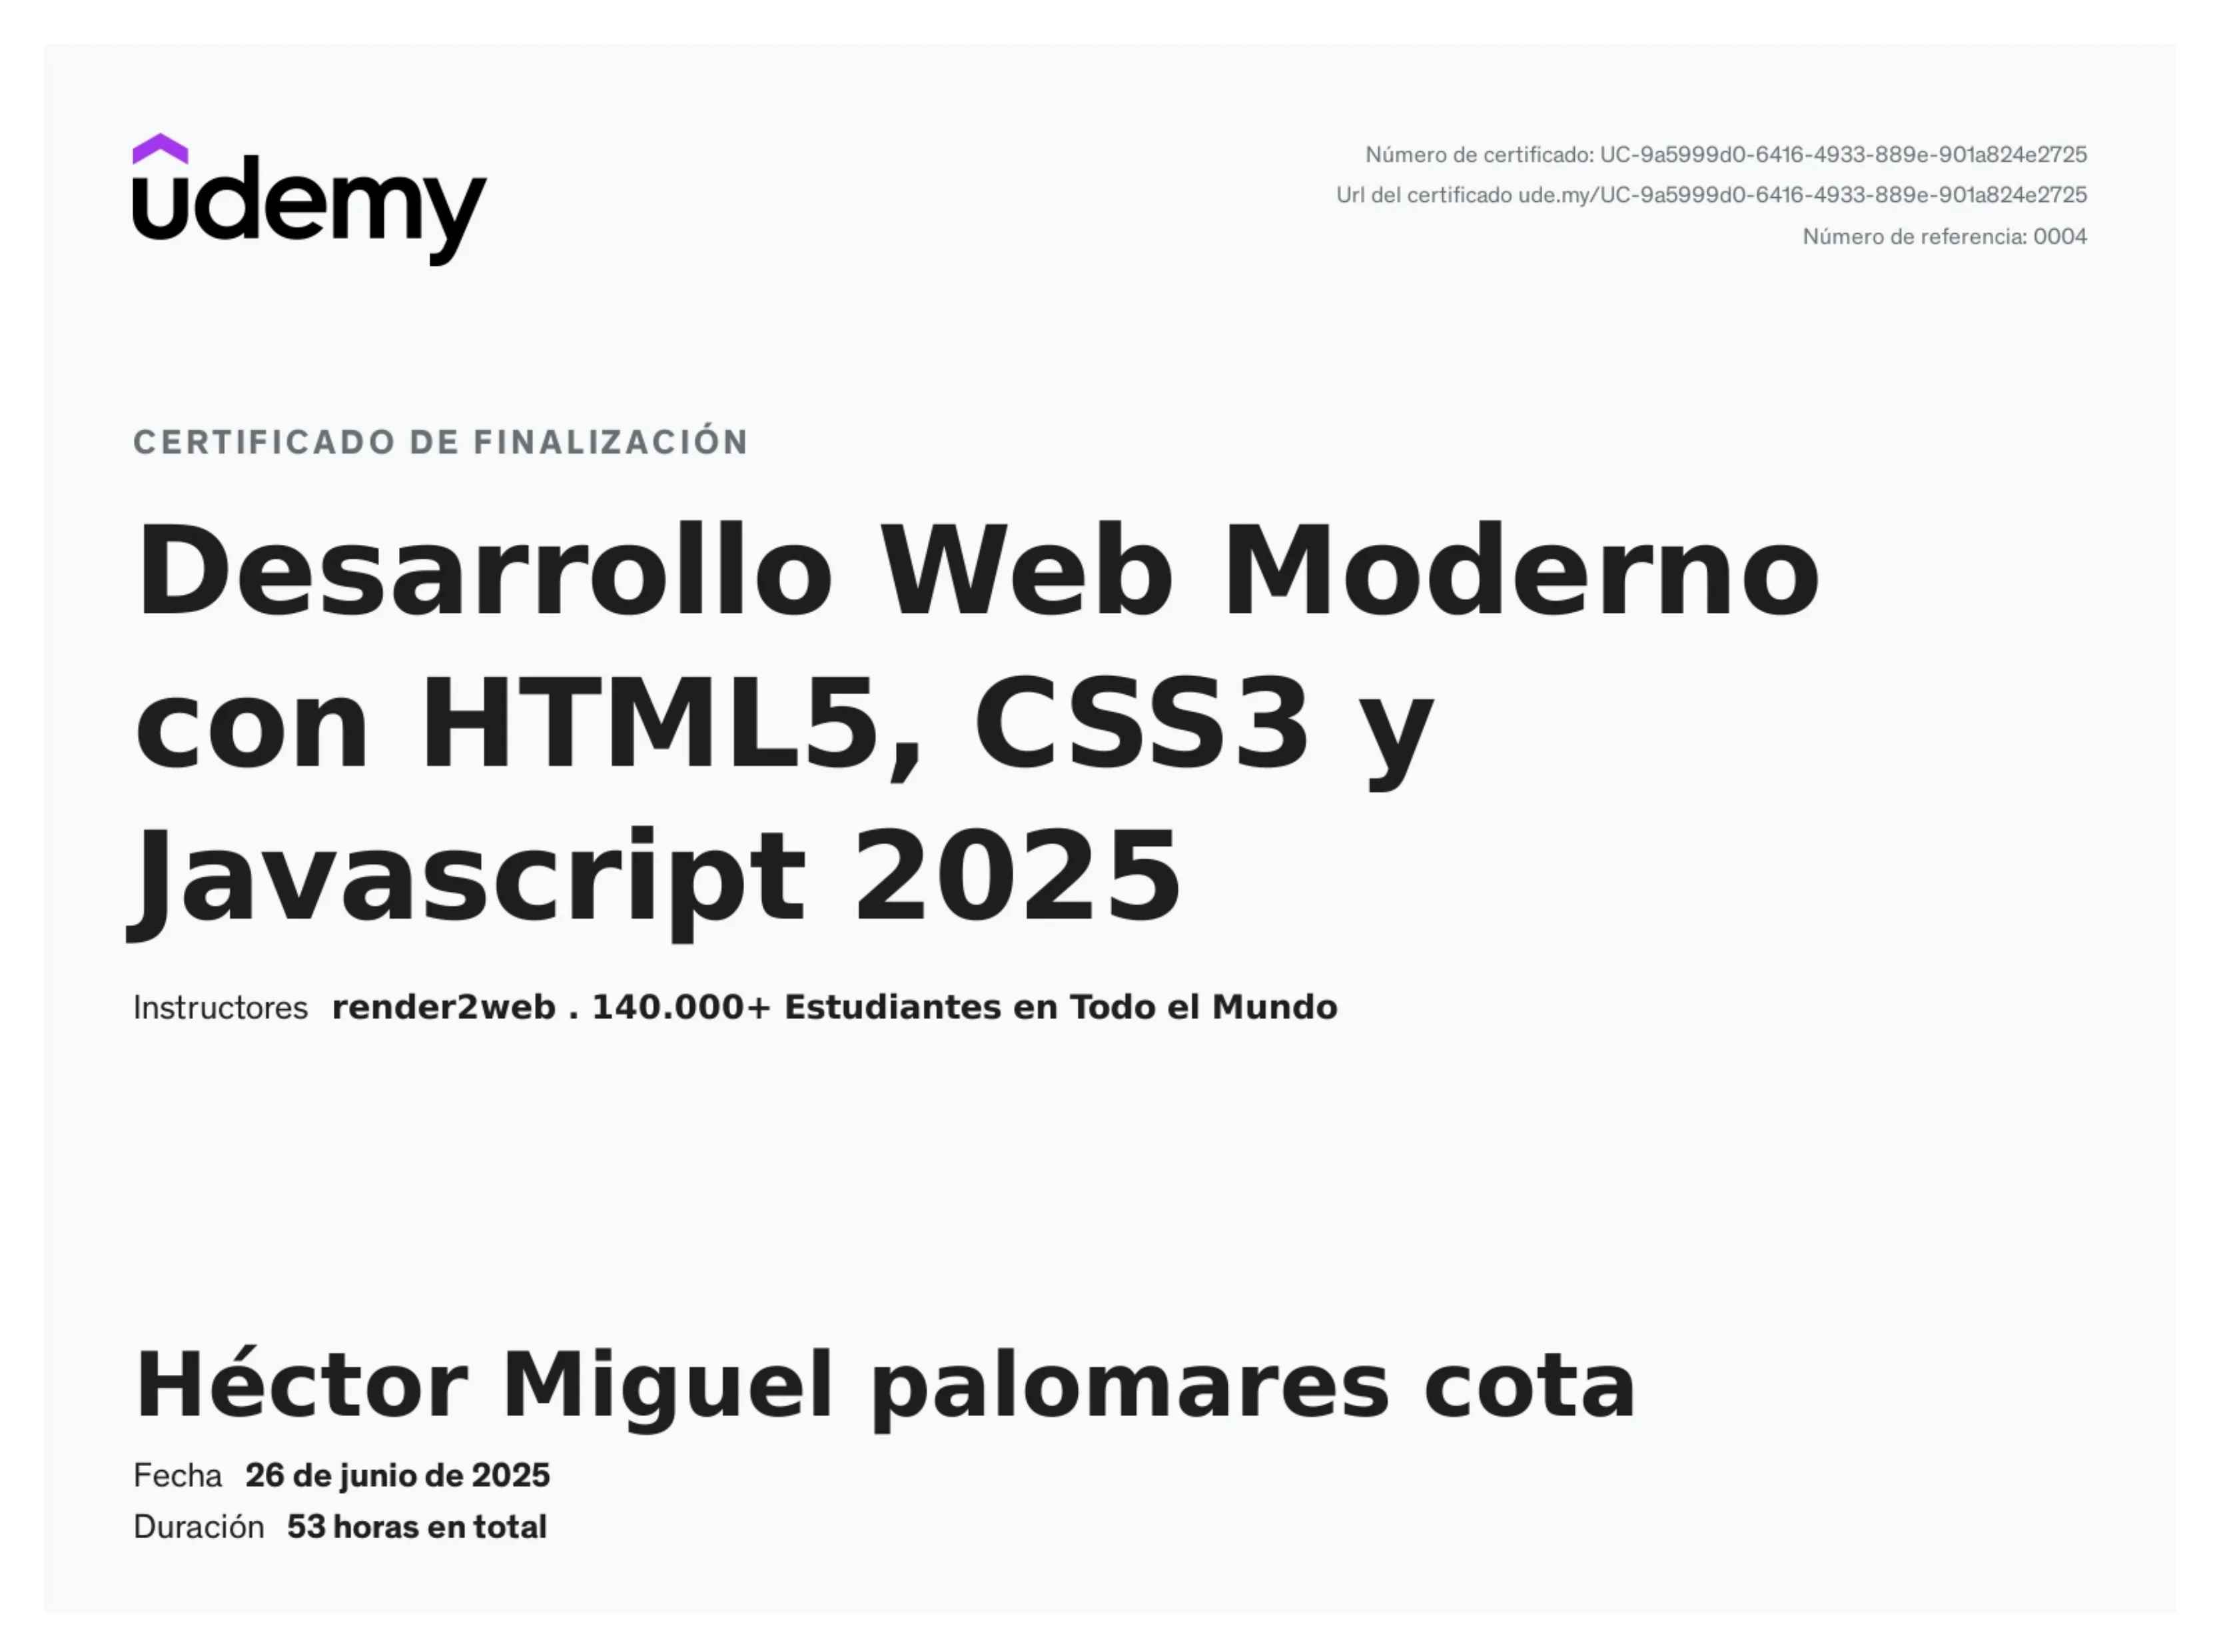 udemy
Número de certificado: UC-9a5999d0-6416-4933-889e-901a824e2725
Url del certificado ude.my/UC-9a5999d0-6416-4933-889e-901a824e2725
Número de referencia: 0004
CERTIFICADO DE FINALIZACIÓN
Desarrollo Web Moderno
con HTML5, CSS3 y
Javascript 2025
Instructores render2web . 140.000+ Estudiantes en Todo el Mundo
Héctor Miguel palomares cota
Fecha 26 de junio de 2025
Duración 53 horas en total